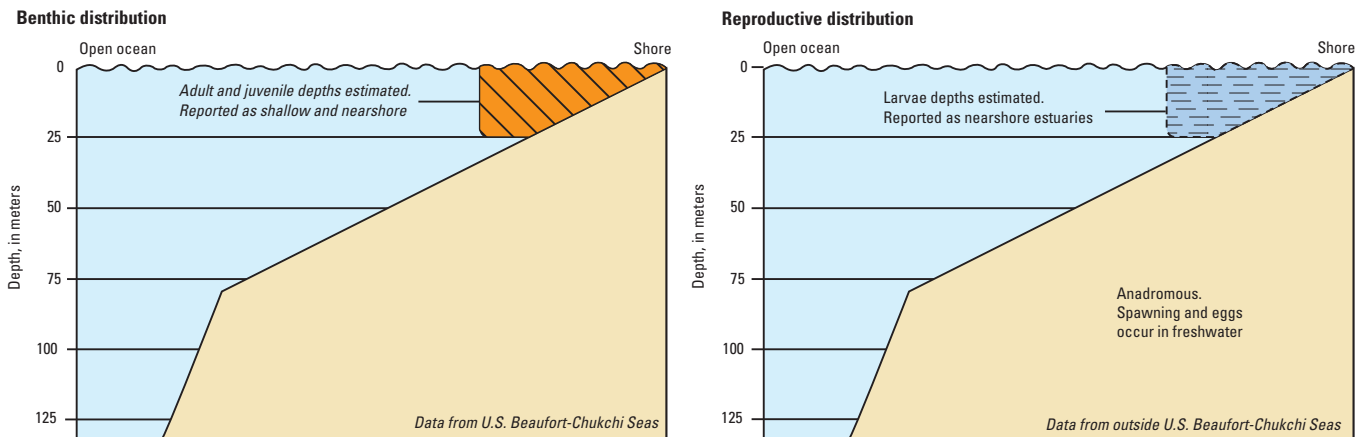 Benthic distribution
Open ocean
Shore
0
25
50
75
100
125
Depth, in meters
Adult and juvenile depths estimated.
Reported as shallow and nearshore
Data from U.S. Beaufort-Chukchi Seas
Reproductive distribution
Open ocean
Shore
0
25
50
75
100
125
Depth, in meters
Larvae depths estimated.
Reported as nearshore estuaries
Anadromous.
Spawning and eggs
occur in freshwater
Data from outside U.S. Beaufort-Chukchi Seas